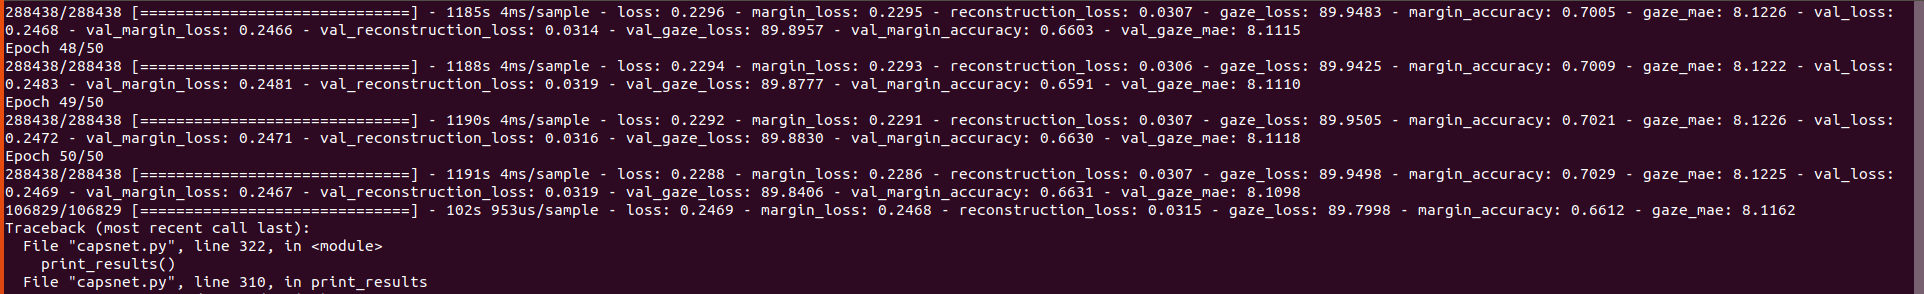 288438/288438 [==============================] - 1185s 4ms/sample - loss: 0.2296 - margin_loss: 0.2295 - reconstruction_loss: 0.0307 - gaze_loss: 89.9483 - margin_accuracy: 0.7005 - gaze_mae: 8.1226 - val_loss:
0.2468 - val_margin_loss: 0.2466 - val_reconstruction_loss: 0.0314 - val_gaze_loss: 89.8957 - val_margin_accuracy: 0.6603 - val_gaze_mae: 8.1115
Epoch 48/50
288438/288438 [==============================] - 1188s 4ms/sample - loss: 0.2294 - margin_loss: 0.2293 - reconstruction_loss: 0.0306 - gaze_loss: 89.9425 - margin_accuracy: 0.7009 - gaze_mae: 8.1222 - val_loss:
0.2483 - val_margin_loss: 0.2481 - val_reconstruction_loss: 0.0319 - val_gaze_loss: 89.8777 - val_margin_accuracy: 0.6591 - val_gaze_mae: 8.1110
Epoch 49/50
288438/288438 [==============================] - 1190s 4ms/sample - loss: 0.2292 - margin_loss: 0.2291 - reconstruction_loss: 0.0307 - gaze_loss: 89.9505 - margin_accuracy: 0.7021 - gaze_mae: 8.1226 - val_loss:
0.2472 - val_margin_loss: 0.2471 - val_reconstruction_loss: 0.0316 - val_gaze_loss: 89.8830 - val_margin_accuracy: 0.6630 - val_gaze_mae: 8.1118
Epoch 50/50
288438/288438 [==============================] - 1191s 4ms/sample - loss: 0.2288 - margin_loss: 0.2286 - reconstruction_loss: 0.0307 - gaze_loss: 89.9498 - margin_accuracy: 0.7029 - gaze_mae: 8.1225 - val_loss:
0.2469 - val_margin_loss: 0.2467 - val_reconstruction_loss: 0.0319 - val_gaze_loss: 89.8406 - val_margin_accuracy: 0.6631 - val_gaze_mae: 8.1098
106829/106829 [==============================] - 102s 953us/sample - loss: 0.2469 - margin_loss: 0.2468 - reconstruction_loss: 0.0315 - gaze_loss: 89.7998 - margin_accuracy: 0.6612 - gaze_mae: 8.1162
Traceback (most recent call last):
  File "capsnet.py", line 322, in <module>
    print_results()
  File "capsnet.py", line 310, in print_results